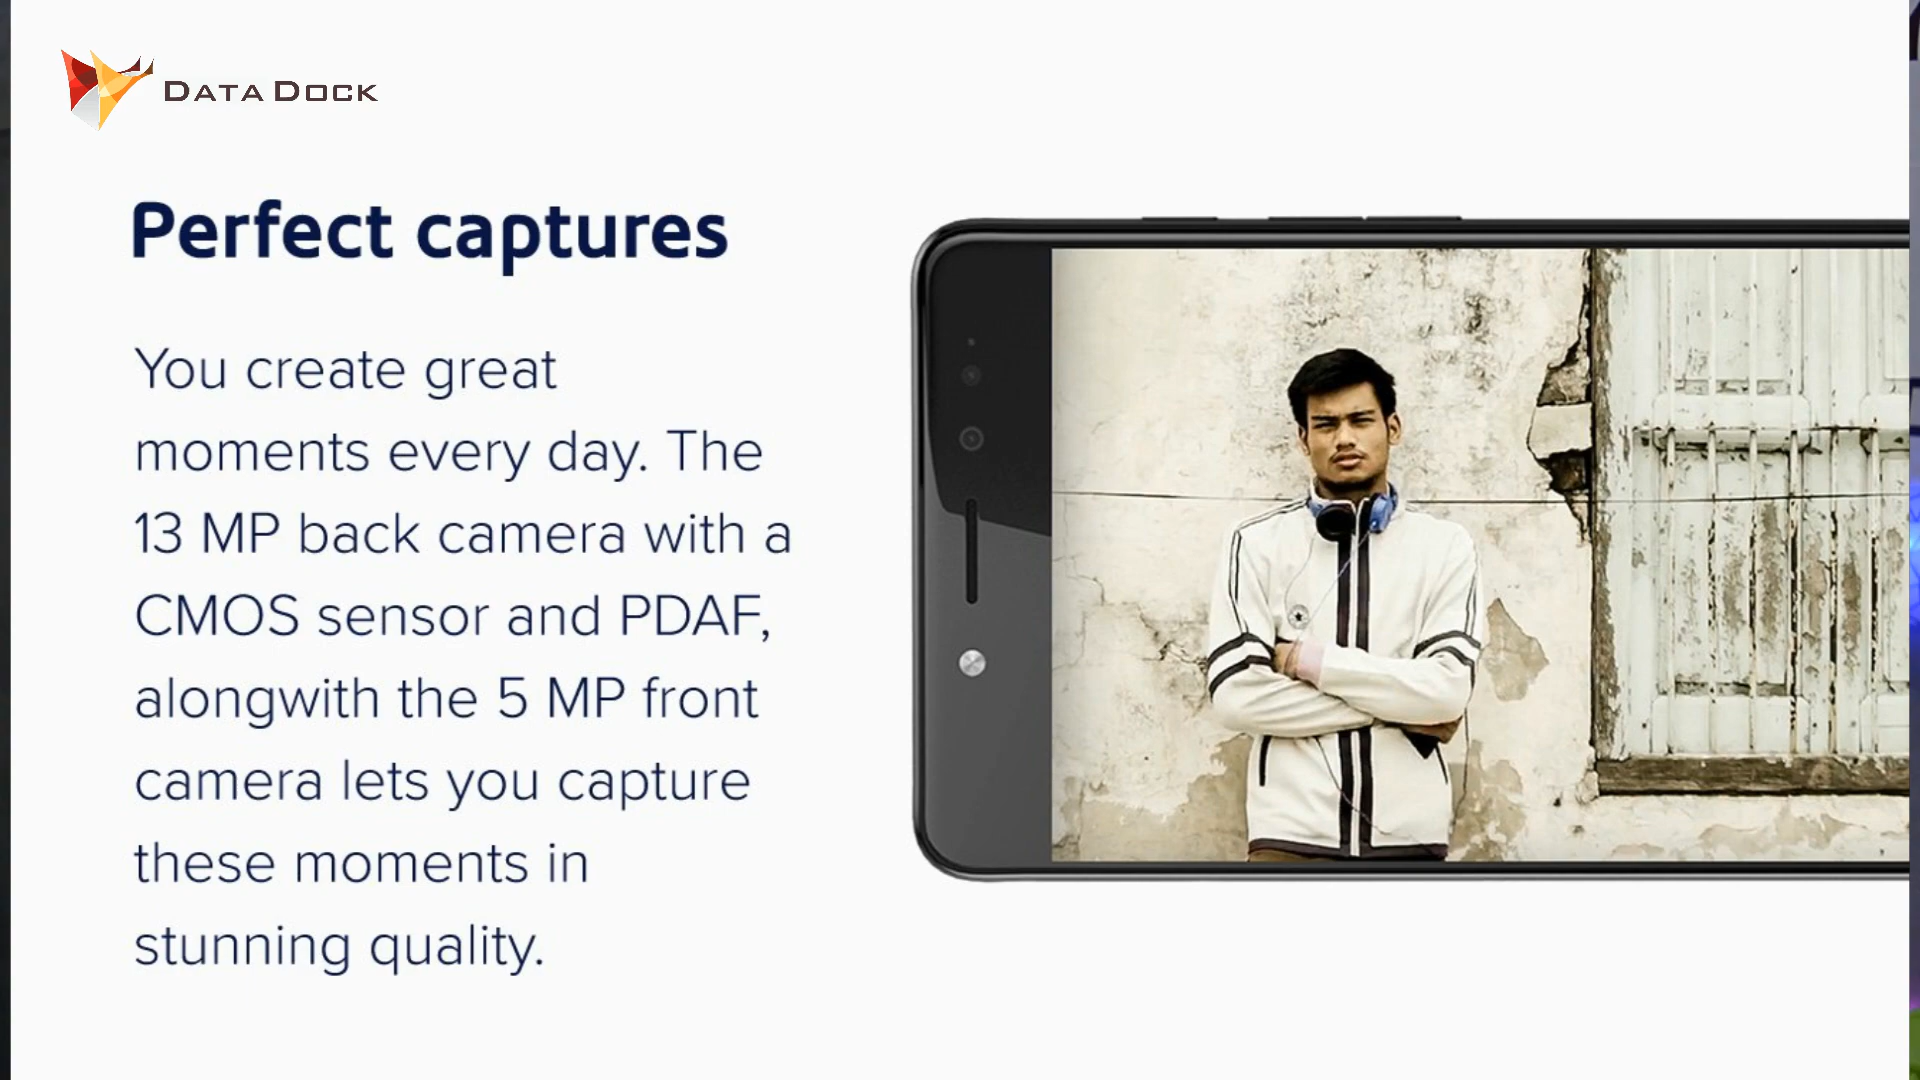 DATA DOCK
Perfect captures
You create great
moments every day. The
13 MP back camera with a
CMOS sensor and PDAF,
alongwith the 5 MP front
camera lets you capture
these moments in
stunning quality.